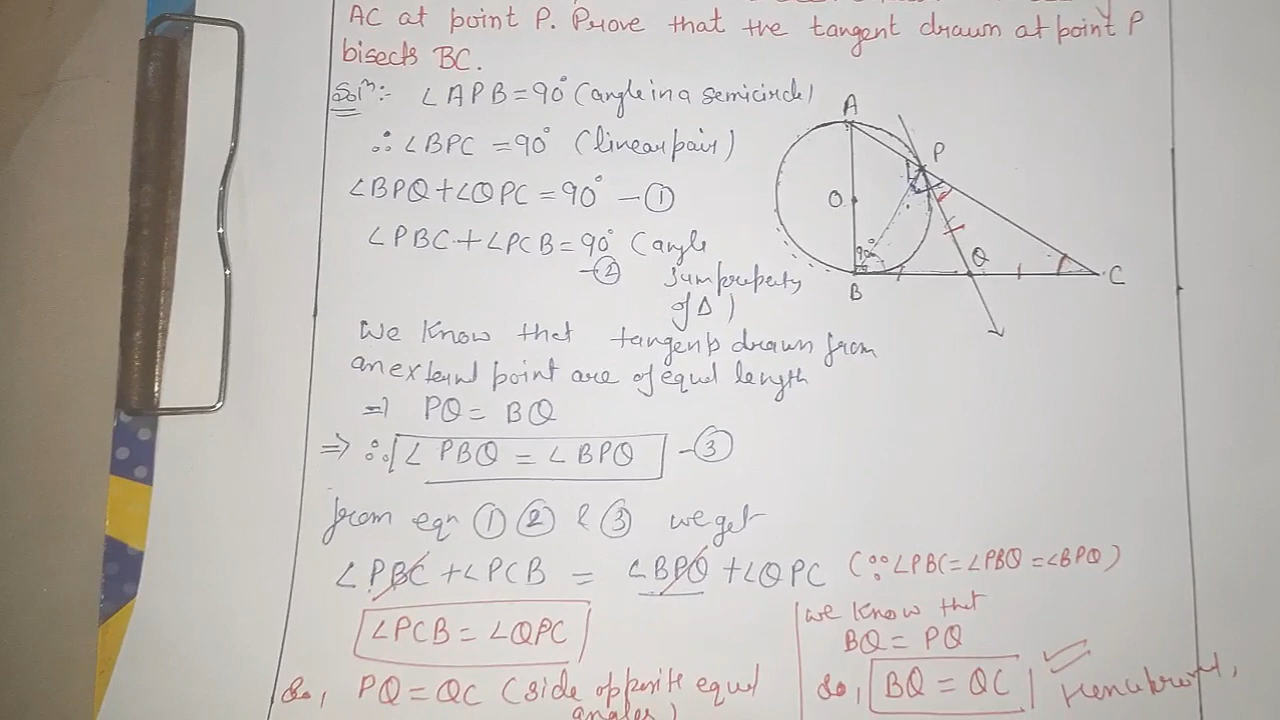 AC at point P. Prove that the tangent drawn at point P
bisects BC.
Solⁿ:- ∠APB = 90° (angle in a semicircle)
∴ ∠BPC = 90° (linear pair)
∠BPQ + ∠QPC = 90° — ①
∠PBC + ∠PCB = 90° (angle
— ② sum property
of Δ)
We know that tangents drawn from
an external point are of equal length
⇒ PQ = BQ
⇒ ∴ ∠PBQ = ∠BPQ — ③
from eqn ① ② & ③ we get
∠PBC + ∠PCB = ∠BPQ + ∠QPC (∵ ∠PBC = ∠PBQ = ∠BPQ)
∠PCB = ∠QPC
So, PQ = QC (side opposite equal
angles)
we know that
BQ = PQ
So, BQ = QC
Hence proved,
A
P
O
90°
Q
B
C